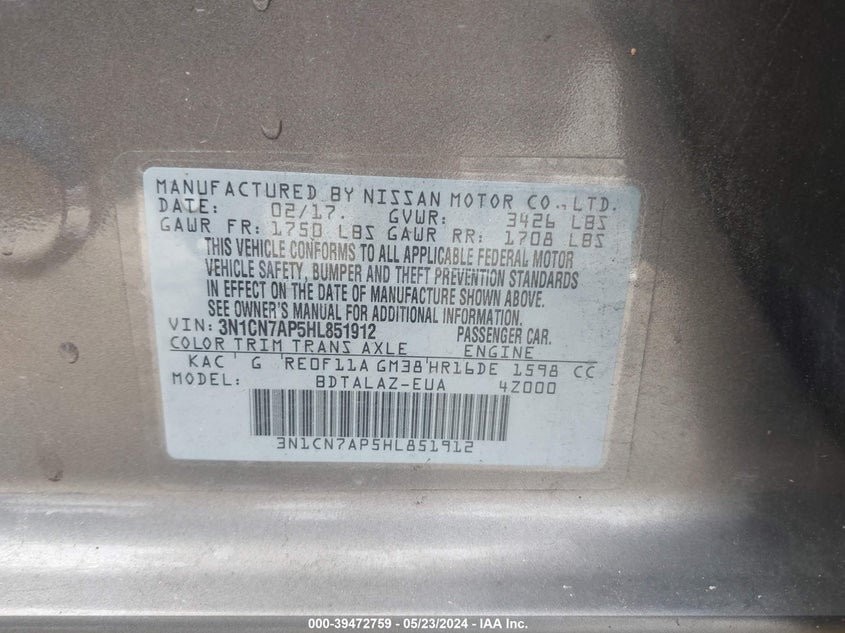 MANUFACTURED BY NISSAN MOTOR CO.,LTD.
DATE: 02/17. GVWR: 3426 LBS
GAWR FR: 1750 LBS GAWR RR: 1708 LBS
THIS VEHICLE CONFORMS TO ALL APPLICABLE FEDERAL MOTOR
VEHICLE SAFETY, BUMPER AND THEFT PREVENTION STANDARDS
IN EFFECT ON THE DATE OF MANUFACTURE SHOWN ABOVE.
SEE OWNER'S MANUAL FOR ADDITIONAL INFORMATION.
VIN: 3N1CN7AP5HL851912 PASSENGER CAR.
COLOR TRIM TRANS AXLE ENGINE
KAC G RE0F11A GM38 HR16DE 1598 CC
MODEL: BDTALAZ-EUA 4Z000
3N1CN7AP5HL851912
000-39472759 — 05/23/2024 — IAA Inc.